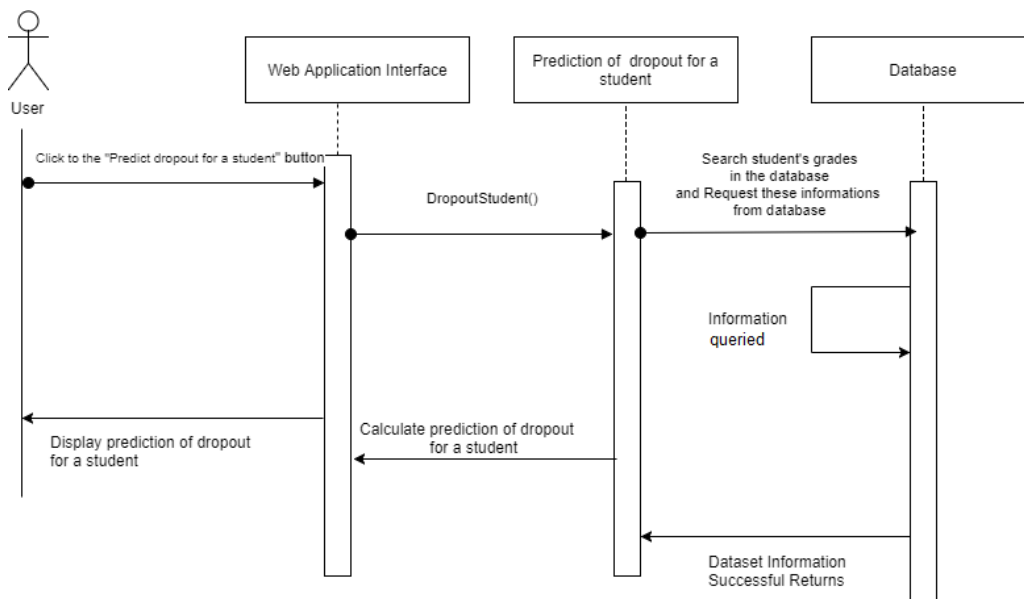 User
Web Application Interface
Prediction of dropout for a
student
Database
Click to the "Predict dropout for a student" button
DropoutStudent()
Search student's grades
in the database
and Request these informations
from database
Information
queried
Display prediction of dropout
for a student
Calculate prediction of dropout
for a student
Dataset Information
Successful Returns